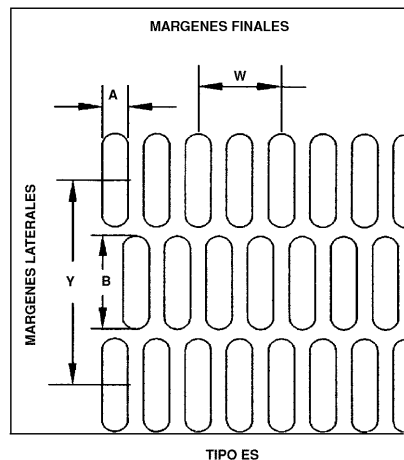 MARGENES FINALES
A
W
MARGENES LATERALES
Y
B
TIPO ES